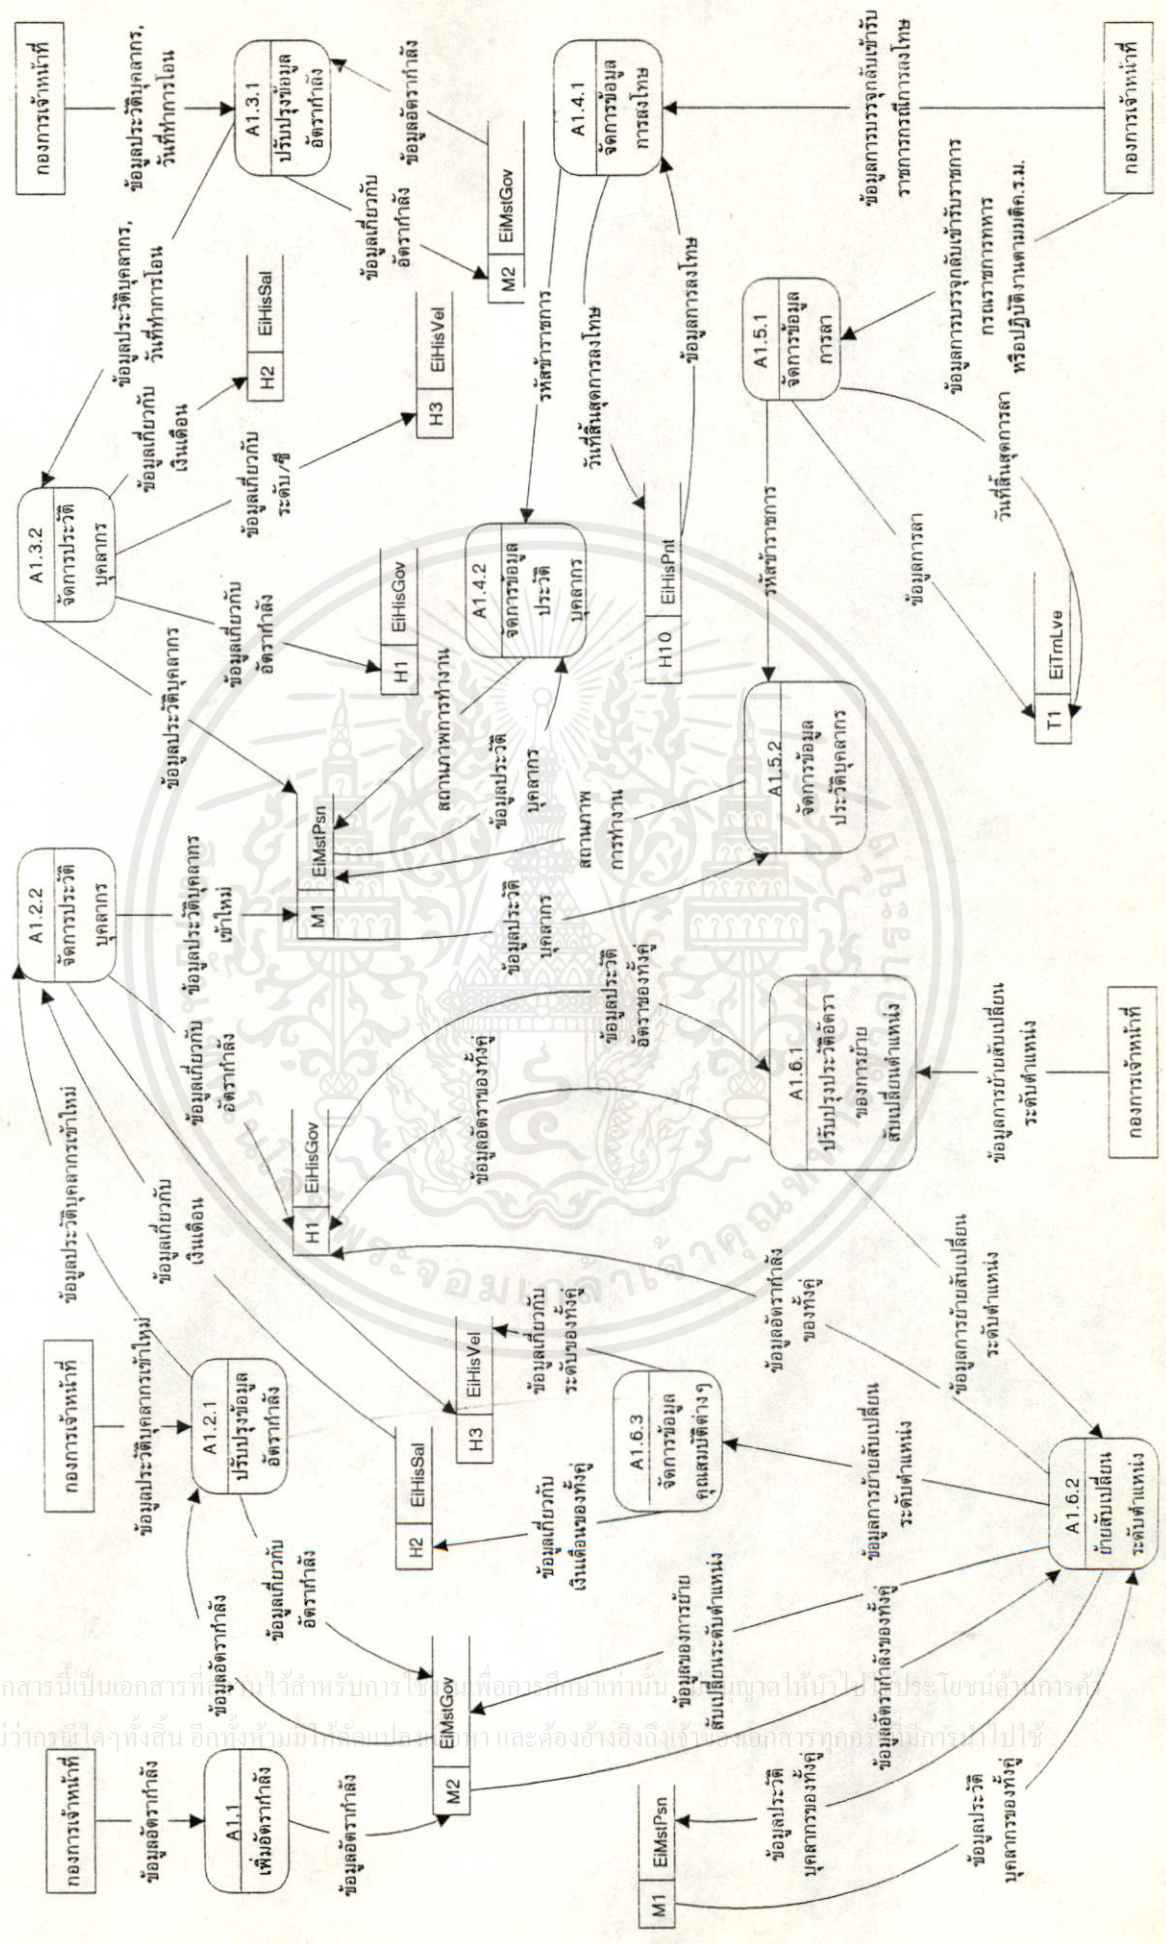 กองการเจ้าหน้าที่
ข้อมูลอัตรากำลัง
A1.1
เพิ่มอัตรากำลัง
ข้อมูลอัตรากำลัง
M2 EiMstGov
ข้อมูลอัตรากำลัง
ข้อมูลเกี่ยวกับ
อัตรากำลัง
กองการเจ้าหน้าที่
ข้อมูลประวัติบุคลากรเข้าใหม่
A1.2.1
ปรับปรุงข้อมูล
อัตรากำลัง
ข้อมูลประวัติบุคลากรเข้าใหม่
A1.2.2
จัดการประวัติ
บุคลากร
ข้อมูลเกี่ยวกับ
เงินเดือน
ข้อมูลเกี่ยวกับ
อัตรากำลัง
ข้อมูลประวัติบุคลากร
เข้าใหม่
H2 EiHisSal
H3 EiHisVel
H1 EiHisGov
M1 EiMstPsn
กองการเจ้าหน้าที่
ข้อมูลประวัติบุคลากร,
วันที่ทำการโอน
A1.3.1
ปรับปรุงข้อมูล
อัตรากำลัง
ข้อมูลอัตรากำลัง
ข้อมูลเกี่ยวกับ
อัตรากำลัง
M2 EiMstGov
ข้อมูลประวัติบุคลากร,
วันที่ทำการโอน
A1.3.2
จัดการประวัติ
บุคลากร
ข้อมูลเกี่ยวกับ
เงินเดือน
H2 EiHisSal
ข้อมูลเกี่ยวกับ
ระดับ/ซี
H3 EiHisVel
ข้อมูลเกี่ยวกับ
อัตรากำลัง
H1 EiHisGov
ข้อมูลประวัติบุคลากร
A1.4.1
จัดการข้อมูล
การลงโทษ
รหัสข้าราชการ
วันที่สิ้นสุดการลงโทษ
ข้อมูลการลงโทษ
H10 EiHisPnt
A1.4.2
จัดการข้อมูล
ประวัติ
บุคลากร
สถานภาพการทำงาน
ข้อมูลประวัติ
บุคลากร
ข้อมูลการบรรจุกลับเข้ารับ
ราชการกรณีการลงโทษ
กองการเจ้าหน้าที่
ข้อมูลการบรรจุกลับเข้ารับราชการ
กรณราชการทหาร
หรือปฏิบัติงานตามมติค.ร.ม.
A1.5.1
จัดการข้อมูล
การลา
รหัสข้าราชการ
ข้อมูลการลา
วันที่สิ้นสุดการลา
T1 EiTrnLve
A1.5.2
จัดการข้อมูล
ประวัติบุคลากร
สถานภาพ
การทำงาน
ข้อมูลประวัติ
บุคลากร
ข้อมูลประวัติ
อัตราของทั้งคู่
ข้อมูลอัตราของทั้งคู่
A1.6.1
ปรับปรุงประวัติอัตรา
ของการย้าย
สับเปลี่ยนตำแหน่ง
ข้อมูลการย้ายสับเปลี่ยน
ระดับตำแหน่ง
กองการเจ้าหน้าที่
ข้อมูลการย้ายสับเปลี่ยน
ระดับตำแหน่ง
ข้อมูลอัตรากำลัง
ของทั้งคู่
A1.6.2
ย้ายสับเปลี่ยน
ระดับตำแหน่ง
ข้อมูลการย้ายสับเปลี่ยน
ระดับตำแหน่ง
A1.6.3
จัดการข้อมูล
คุณสมบัติต่างๆ
ข้อมูลเกี่ยวกับ
ระดับของทั้งคู่
ข้อมูลเกี่ยวกับ
เงินเดือนของทั้งคู่
ข้อมูลของการย้าย
สับเปลี่ยนระดับตำแหน่ง
ข้อมูลอัตรากำลังของทั้งคู่
ข้อมูลประวัติ
บุคลากรของทั้งคู่
ข้อมูลประวัติ
บุคลากรของทั้งคู่
M1 EiMstPsn